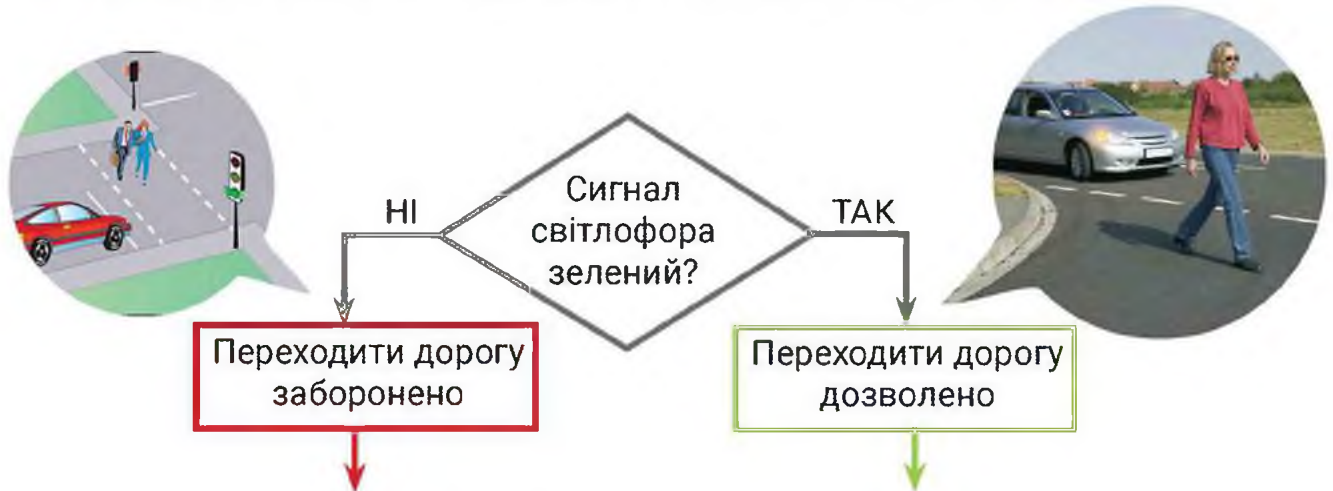 Сигнал
світлофора
зелений?
НІ
ТАК
Переходити дорогу
заборонено
Переходити дорогу
дозволено